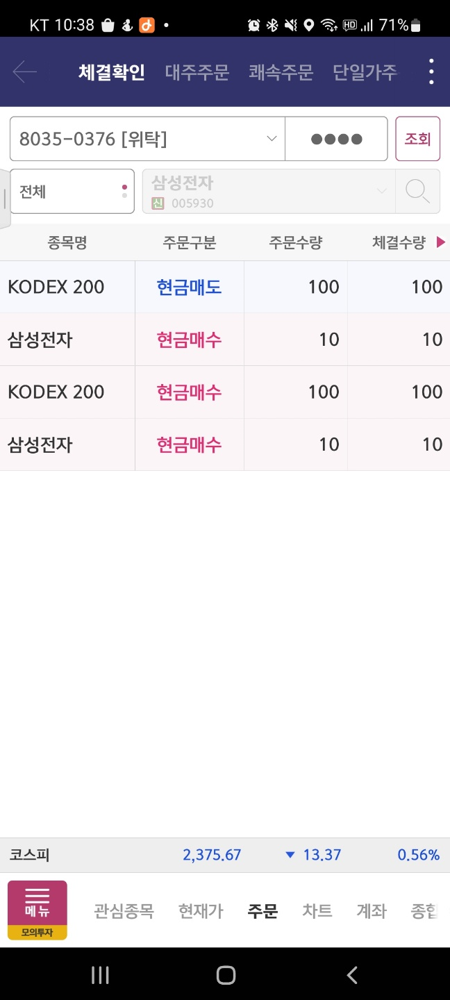 KT 10:38 HD 71%
체결확인 대주주문 쾌속주문 단일가주
8035-0376 [위탁] ●●●● 조회
전체 삼성전자
신 005930
종목명 주문구분 주문수량 체결수량
KODEX 200 현금매도 100 100
삼성전자 현금매수 10 10
KODEX 200 현금매수 100 100
삼성전자 현금매수 10 10
코스피 2,375.67 ▼ 13.37 0.56%
메뉴 관심종목 현재가 주문 차트 계좌 종합
모의투자